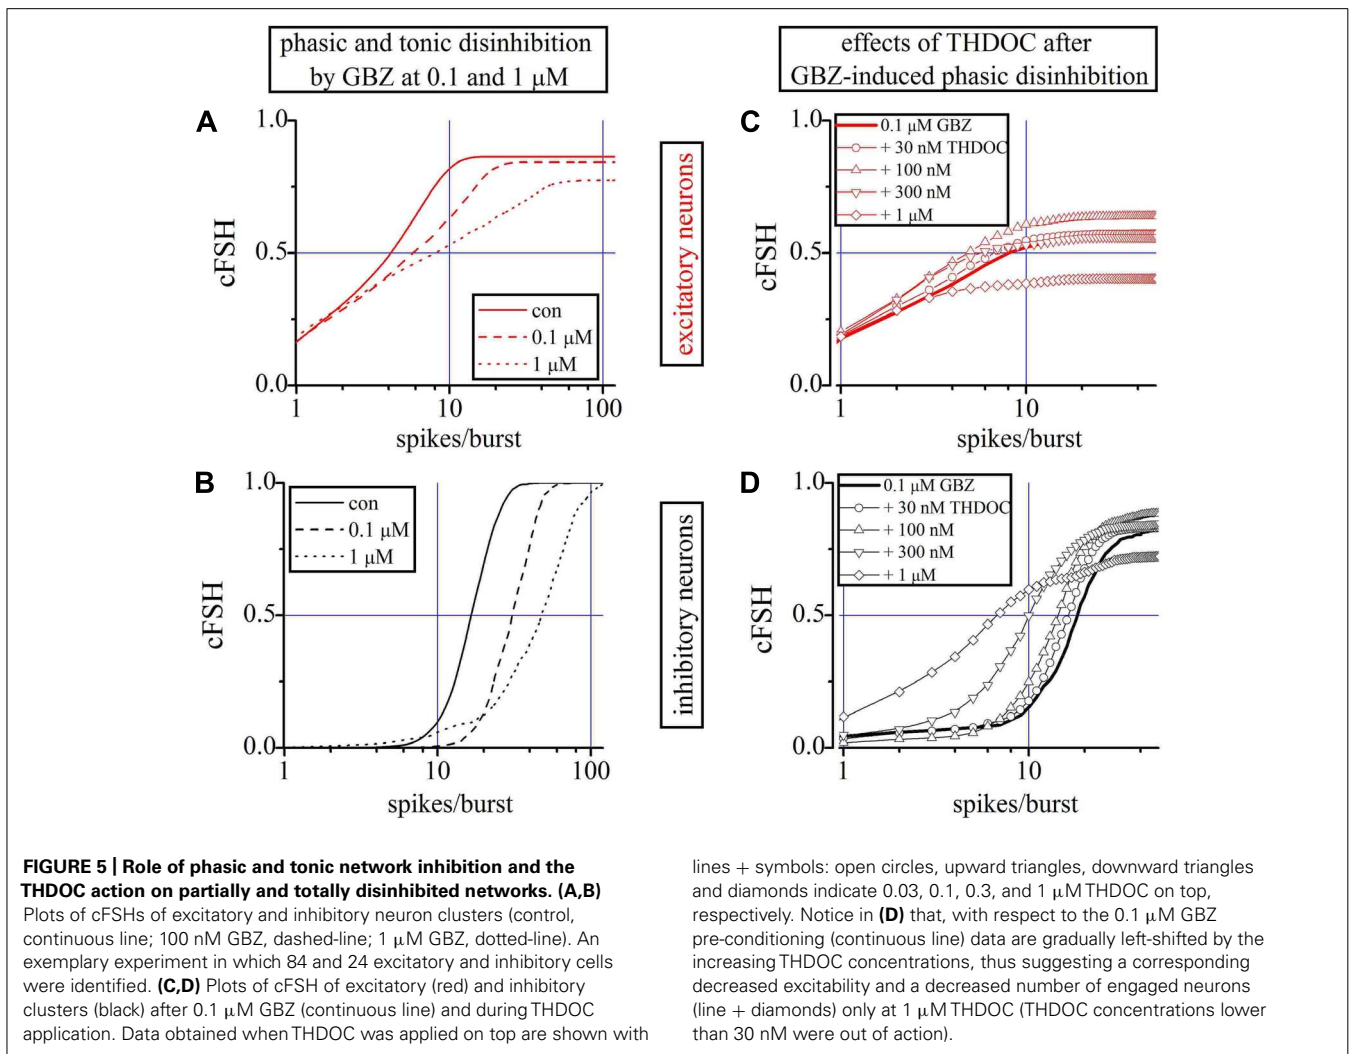 phasic and tonic disinhibition
by GBZ at 0.1 and 1 μM
effects of THDOC after
GBZ-induced phasic disinhibition
A
1.0
0.5
0.0
cFSH
1
10
100
spikes/burst
con
0.1 μM
1 μM
excitatory neurons
C
1.0
0.5
0.0
cFSH
1
10
spikes/burst
0.1 μM GBZ
+ 30 nM THDOC
+ 100 nM
+ 300 nM
+ 1 μM
B
1.0
0.5
0.0
cFSH
1
10
100
spikes/burst
con
0.1 μM
1 μM
inhibitory neurons
D
1.0
0.5
0.0
cFSH
1
10
spikes/burst
0.1 μM GBZ
+ 30 nM THDOC
+ 100 nM
+ 300 nM
+ 1 μM
FIGURE 5 | Role of phasic and tonic network inhibition and the
THDOC action on partially and totally disinhibited networks. (A,B)
Plots of cFSHs of excitatory and inhibitory neuron clusters (control,
continuous line; 100 nM GBZ, dashed-line; 1 μM GBZ, dotted-line). An
exemplary experiment in which 84 and 24 excitatory and inhibitory cells
were identified. (C,D) Plots of cFSH of excitatory (red) and inhibitory
clusters (black) after 0.1 μM GBZ (continuous line) and during THDOC
application. Data obtained when THDOC was applied on top are shown with
lines + symbols: open circles, upward triangles, downward triangles
and diamonds indicate 0.03, 0.1, 0.3, and 1 μM THDOC on top,
respectively. Notice in (D) that, with respect to the 0.1 μM GBZ
pre-conditioning (continuous line) data are gradually left-shifted by the
increasing THDOC concentrations, thus suggesting a corresponding
decreased excitability and a decreased number of engaged neurons
(line + diamonds) only at 1 μM THDOC (THDOC concentrations lower
than 30 nM were out of action).